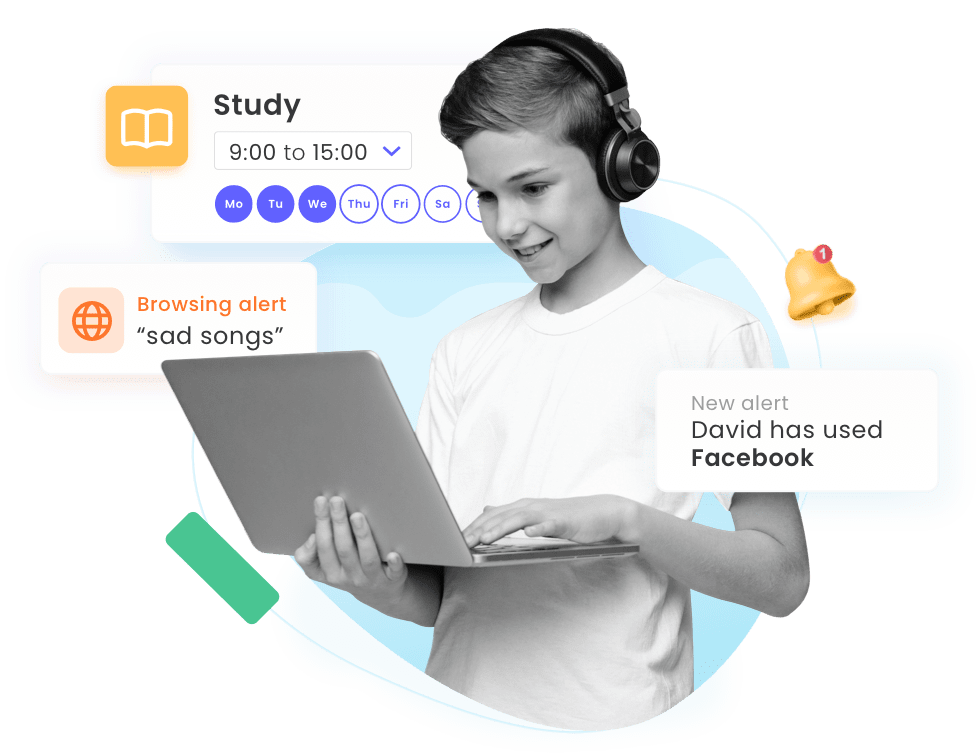 Study
9:00 to 15:00
Mo Tu We Thu Fri Sa
Browsing alert
“sad songs”
1
New alert
David has used
Facebook